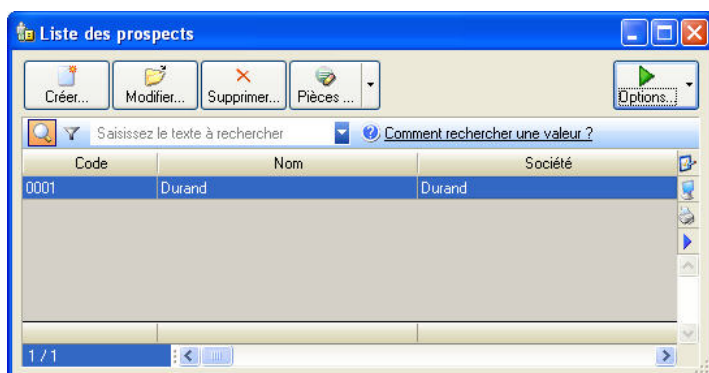 Liste des prospects
Créer... Modifier... Supprimer... Pièces ... Options...
Saisissez le texte à rechercher Comment rechercher une valeur ?
Code Nom Société
0001 Durand Durand
1 / 1